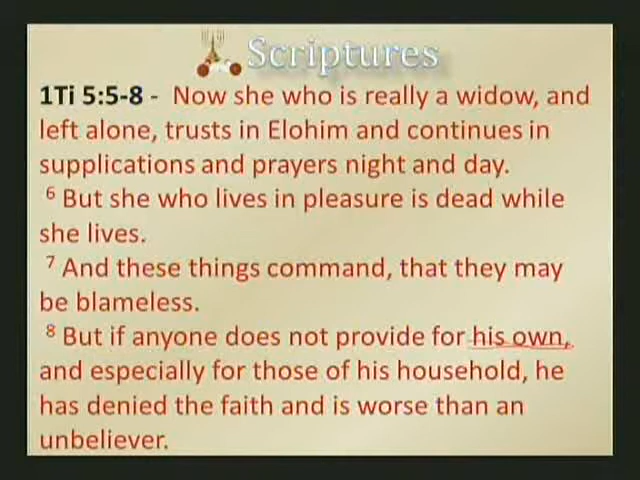 Scriptures
1Ti 5:5-8 - Now she who is really a widow, and
left alone, trusts in Elohim and continues in
supplications and prayers night and day.
6 But she who lives in pleasure is dead while
she lives.
7 And these things command, that they may
be blameless.
8 But if anyone does not provide for his own,
and especially for those of his household, he
has denied the faith and is worse than an
unbeliever.